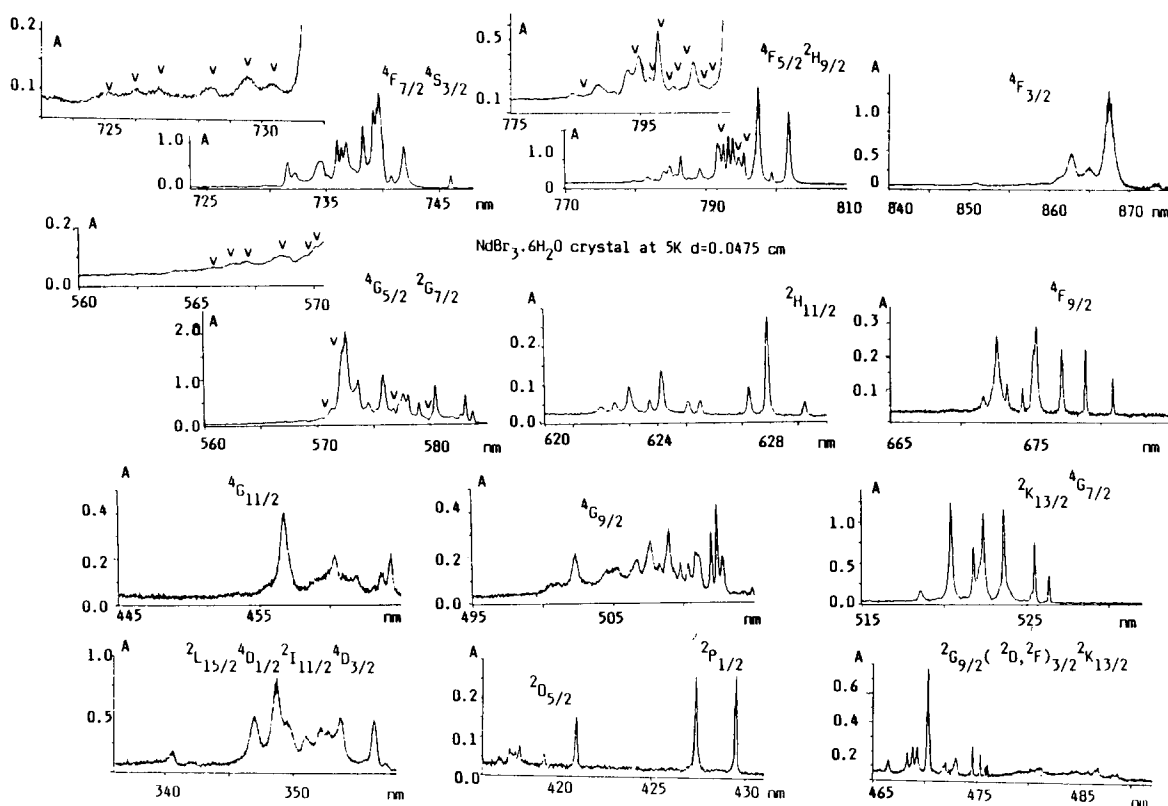 0.2 A
0.1
725 730
⁴F₇/₂ ⁴S₃/₂
A
1.0
0.0
725 735 745 nm
0.5 A
0.1
775 795
⁴F₅/₂ ²H₉/₂
A
1.0
0.0
770 790 810
nm
A
⁴F₃/₂
1.0
0.5
0
840 850 860 870 nm
0.2 A
0.0
560 565 570
NdBr₃.6H₂O crystal at 5K d=0.0475 cm
⁴G₅/₂ ²G₇/₂
A
2.0
1.0
0.0
560 570 580 nm
A
²H₁₁/₂
0.2
0.1
0.0
620 624 628 nm
A
⁴F₉/₂
0.3
0.2
0.1
0.0
665 675 nm
A
⁴G₁₁/₂
0.4
0.2
0.0
445 455 nm
A
⁴G₉/₂
0.4
0.2
0.0
495 505 nm
A
²K₁₃/₂ ⁴G₇/₂
1.0
0.5
0.0
515 525 nm
A
²L₁₅/₂ ⁴D₁/₂ ²I₁₁/₂ ⁴D₃/₂
1.0
0.5
340 350 nm
A
²D₅/₂ ²P₁/₂
0.2
0.1
0.0
420 430 nm
A
²G₉/₂( ²D,²F)₃/₂ ²K₁₃/₂
0.6
0.4
0.2
465 475 485 nm